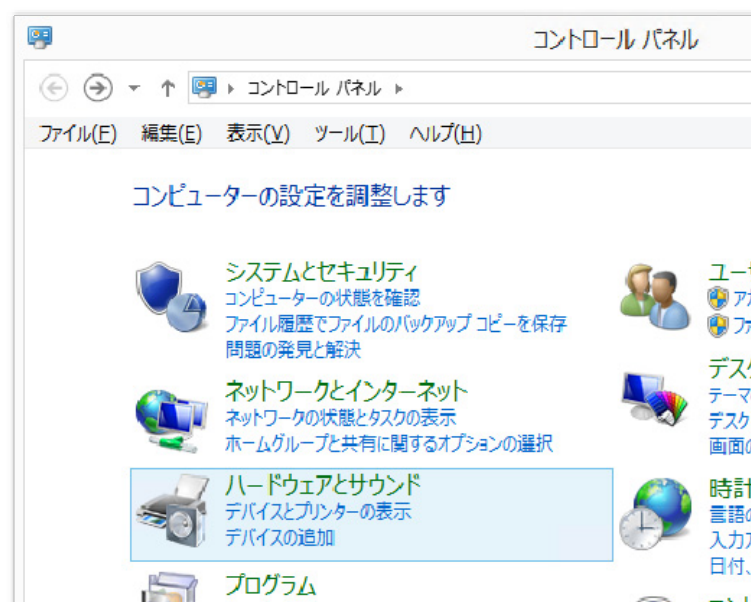 コントロール パネル
コントロール パネル
ファイル(F) 編集(E) 表示(V) ツール(T) ヘルプ(H)
コンピューターの設定を調整します
システムとセキュリティ
コンピューターの状態を確認
ファイル履歴でファイルのバックアップ コピーを保存
問題の発見と解決
ネットワークとインターネット
ネットワークの状態とタスクの表示
ホームグループと共有に関するオプションの選択
ハードウェアとサウンド
デバイスとプリンターの表示
デバイスの追加
プログラム
ユーザ
デスク
テーマ
デスク
画面の
時計
言語の
入力
日付、